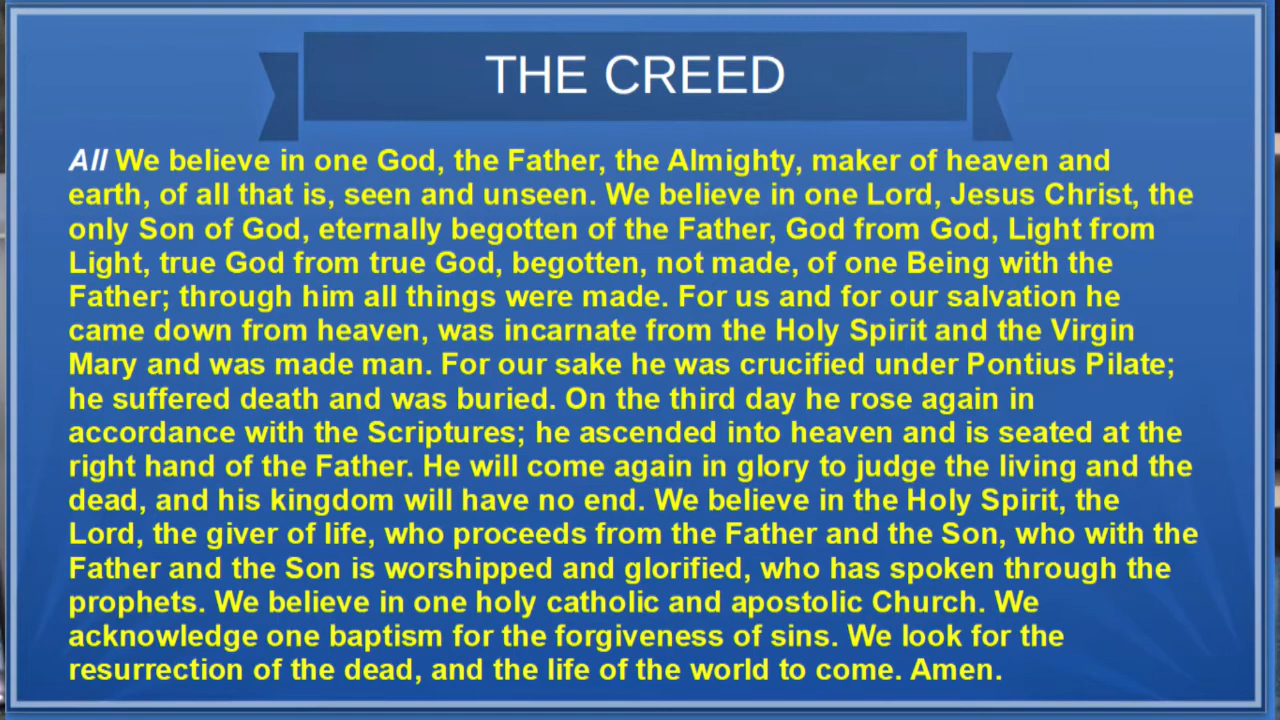 THE CREED
All We believe in one God, the Father, the Almighty, maker of heaven and
earth, of all that is, seen and unseen. We believe in one Lord, Jesus Christ, the
only Son of God, eternally begotten of the Father, God from God, Light from
Light, true God from true God, begotten, not made, of one Being with the
Father; through him all things were made. For us and for our salvation he
came down from heaven, was incarnate from the Holy Spirit and the Virgin
Mary and was made man. For our sake he was crucified under Pontius Pilate;
he suffered death and was buried. On the third day he rose again in
accordance with the Scriptures; he ascended into heaven and is seated at the
right hand of the Father. He will come again in glory to judge the living and the
dead, and his kingdom will have no end. We believe in the Holy Spirit, the
Lord, the giver of life, who proceeds from the Father and the Son, who with the
Father and the Son is worshipped and glorified, who has spoken through the
prophets. We believe in one holy catholic and apostolic Church. We
acknowledge one baptism for the forgiveness of sins. We look for the
resurrection of the dead, and the life of the world to come. Amen.